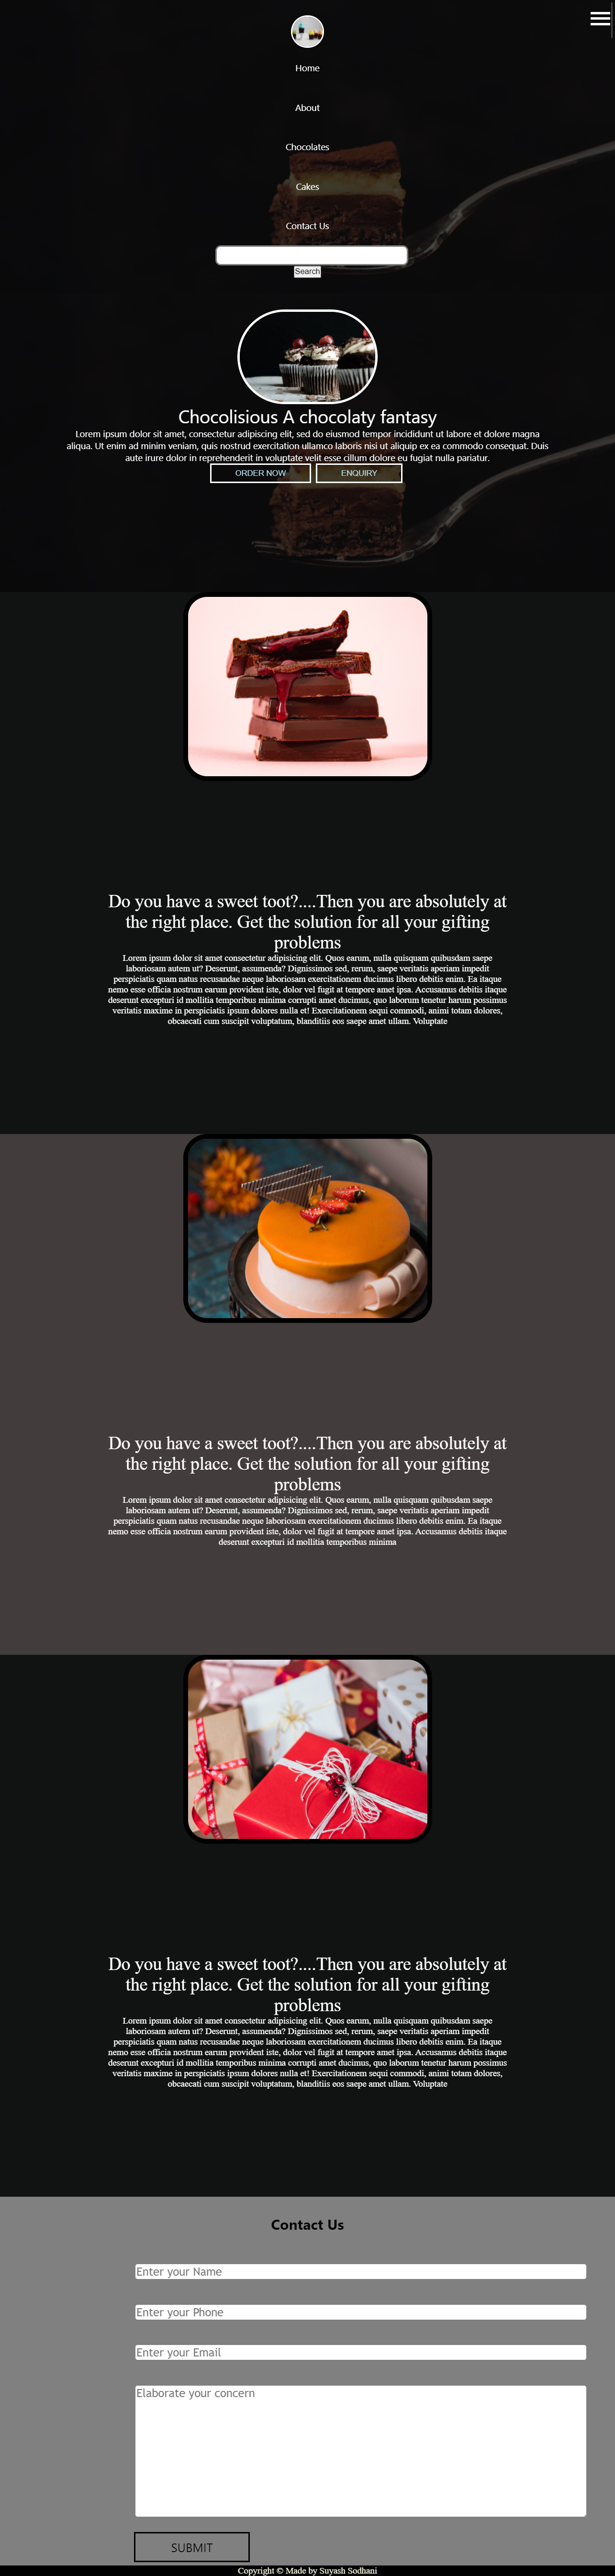 Home
About
Chocolates
Cakes
Contact Us
Search
Chocolisious A chocolaty fantasy
Lorem ipsum dolor sit amet, consectetur adipiscing elit, sed do eiusmod tempor incididunt ut labore et dolore magna
aliqua. Ut enim ad minim veniam, quis nostrud exercitation ullamco laboris nisi ut aliquip ex ea commodo consequat. Duis
aute irure dolor in reprehenderit in voluptate velit esse cillum dolore eu fugiat nulla pariatur.
ORDER NOW ENQUIRY
Do you have a sweet toot?....Then you are absolutely at
the right place. Get the solution for all your gifting
problems
Lorem ipsum dolor sit amet consectetur adipisicing elit. Quos earum, nulla quisquam quibusdam saepe
laboriosam autem ut? Deserunt, assumenda? Dignissimos sed, rerum, saepe veritatis aperiam impedit
perspiciatis quam natus recusandae neque laboriosam exercitationem ducimus libero debitis enim. Ea itaque
nemo esse officia nostrum earum provident iste, dolor vel fugit at tempore amet ipsa. Accusamus debitis itaque
deserunt excepturi id mollitia temporibus minima corrupti amet ducimus, quo laborum tenetur harum possimus
veritatis maxime in perspiciatis ipsum dolores nulla et! Exercitationem sequi commodi, animi totam dolores,
obcaecati cum suscipit voluptatum, blanditiis eos saepe amet ullam. Voluptate
Do you have a sweet toot?....Then you are absolutely at
the right place. Get the solution for all your gifting
problems
Lorem ipsum dolor sit amet consectetur adipisicing elit. Quos earum, nulla quisquam quibusdam saepe
laboriosam autem ut? Deserunt, assumenda? Dignissimos sed, rerum, saepe veritatis aperiam impedit
perspiciatis quam natus recusandae neque laboriosam exercitationem ducimus libero debitis enim. Ea itaque
nemo esse officia nostrum earum provident iste, dolor vel fugit at tempore amet ipsa. Accusamus debitis itaque
deserunt excepturi id mollitia temporibus minima
Do you have a sweet toot?....Then you are absolutely at
the right place. Get the solution for all your gifting
problems
Lorem ipsum dolor sit amet consectetur adipisicing elit. Quos earum, nulla quisquam quibusdam saepe
laboriosam autem ut? Deserunt, assumenda? Dignissimos sed, rerum, saepe veritatis aperiam impedit
perspiciatis quam natus recusandae neque laboriosam exercitationem ducimus libero debitis enim. Ea itaque
nemo esse officia nostrum earum provident iste, dolor vel fugit at tempore amet ipsa. Accusamus debitis itaque
deserunt excepturi id mollitia temporibus minima corrupti amet ducimus, quo laborum tenetur harum possimus
veritatis maxime in perspiciatis ipsum dolores nulla et! Exercitationem sequi commodi, animi totam dolores,
obcaecati cum suscipit voluptatum, blanditiis eos saepe amet ullam. Voluptate
Contact Us
Enter your Name
Enter your Phone
Enter your Email
Elaborate your concern
SUBMIT
Copyright © Made by Suyash Sodhani